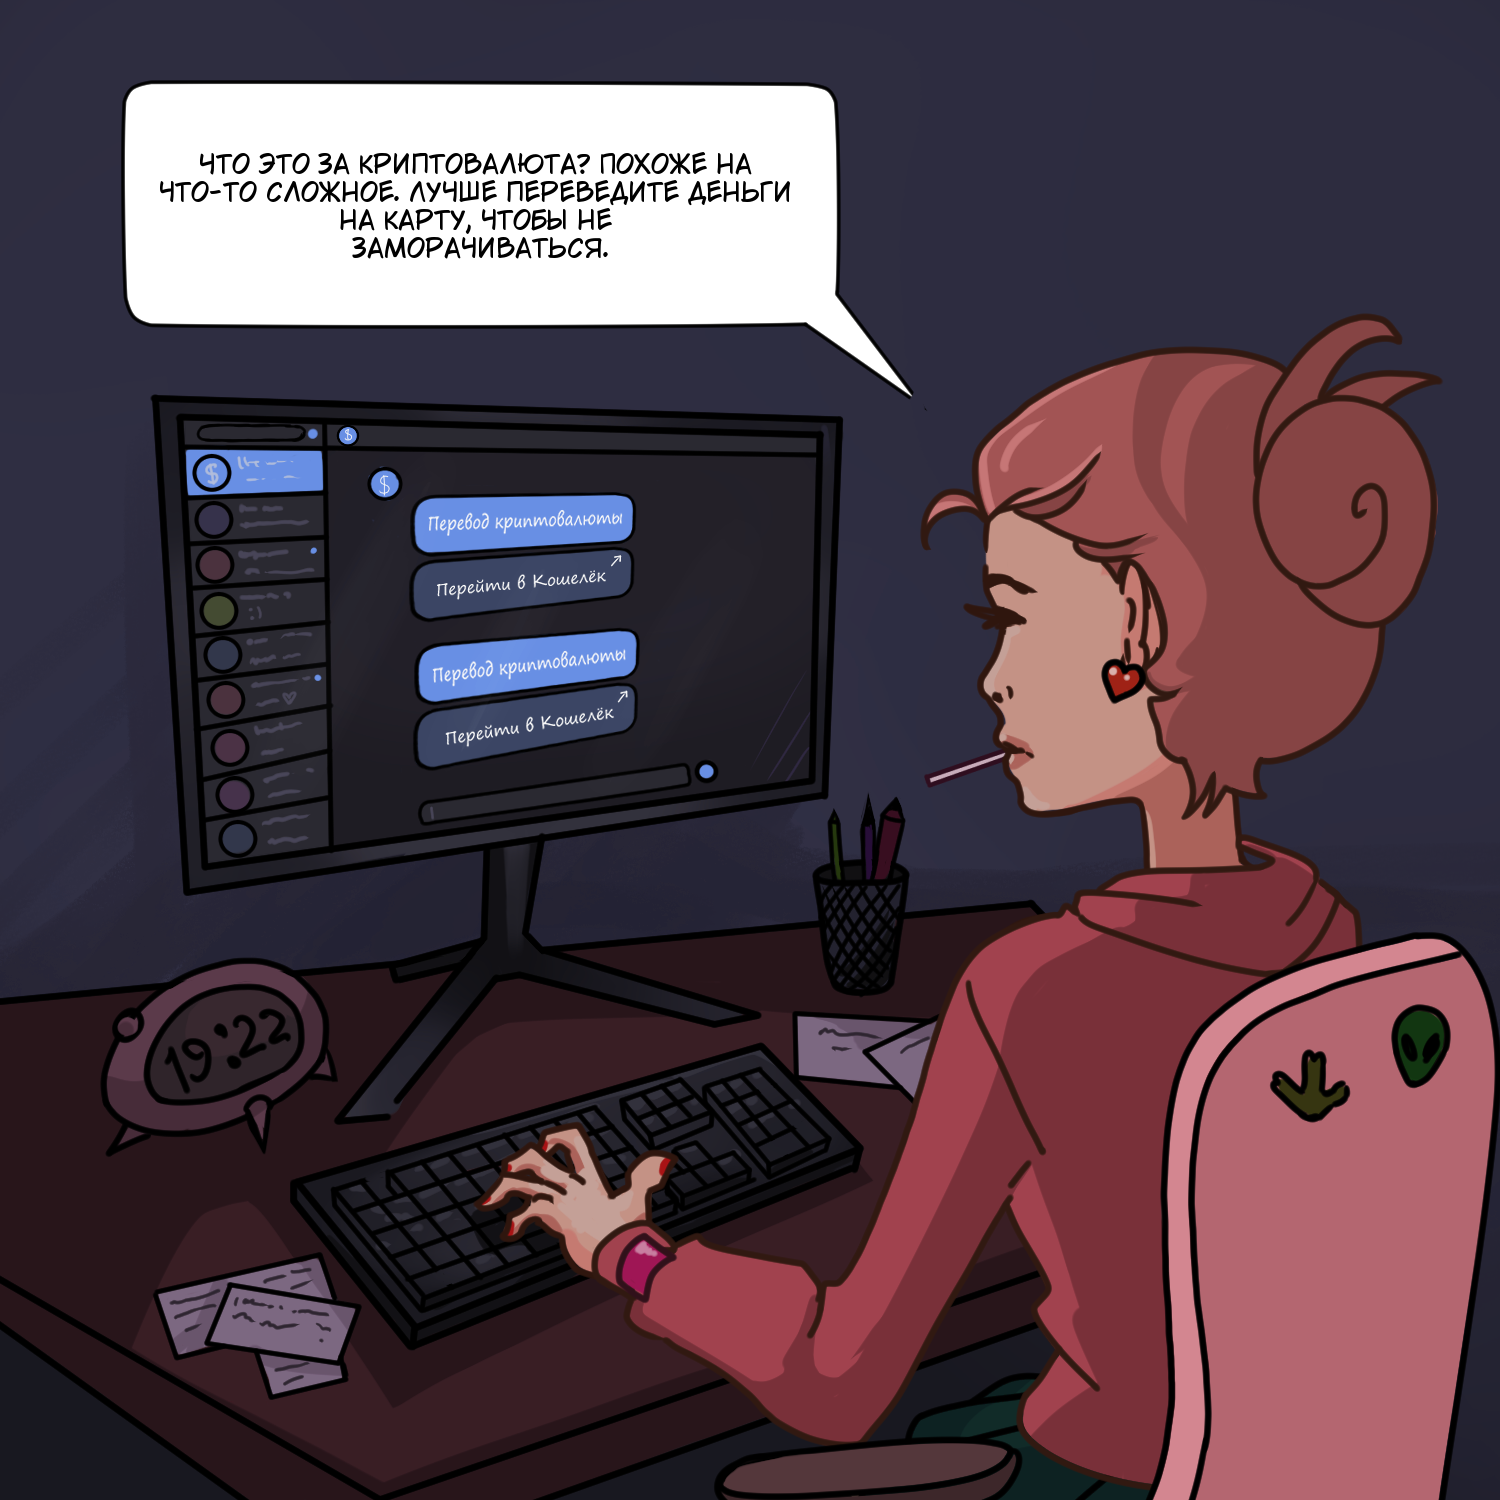 ЧТО ЭТО ЗА КРИПТОВАЛЮТА? ПОХОЖЕ НА
ЧТО-ТО СЛОЖНОЕ. ЛУЧШЕ ПЕРЕВЕДИТЕ ДЕНЬГИ
НА КАРТУ, ЧТОБЫ НЕ
ЗАМОРАЧИВАТЬСЯ.
$
$
$
Перевод криптовалюты
Перейти в Кошелёк
:)
Перевод криптовалюты
Перейти в Кошелёк
19:22